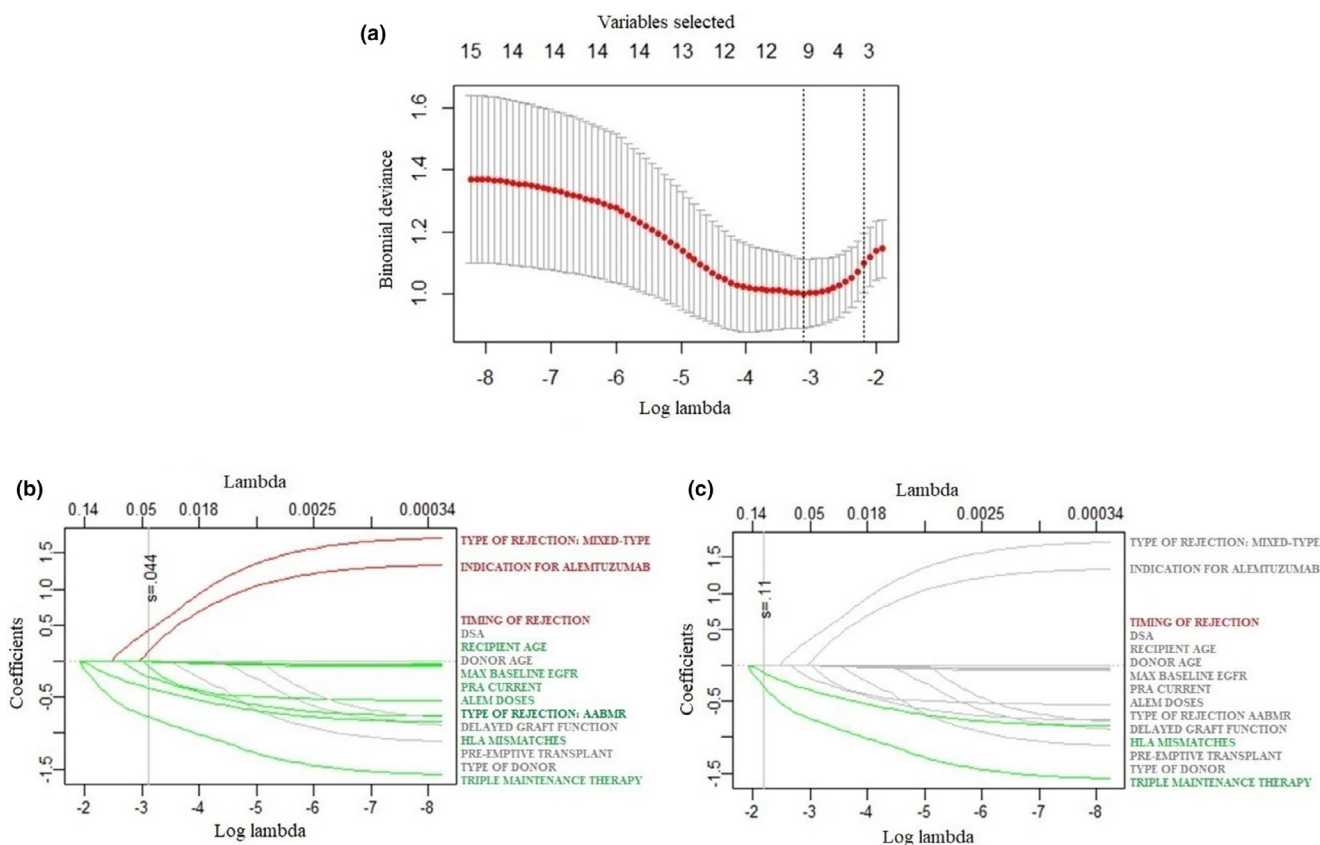 Variables selected
(a)
15 14 14 14 14 13 12 12 9 4 3
Binomial deviance
1.6
1.4
1.2
1.0
-8 -7 -6 -5 -4 -3 -2
Log lambda
(b)
Lambda
0.14 0.05 0.018 0.0025 0.00034
Coefficients
1.5
1.0
0.5
-0.5
-1.5
s=.044
TYPE OF REJECTION: MIXED-TYPE
INDICATION FOR ALEMTUZUMAB
TIMING OF REJECTION
DSA
RECIPIENT AGE
DONOR AGE
MAX BASELINE EGFR
PRA CURRENT
ALEM DOSES
TYPE OF REJECTION: AABMR
DELAYED GRAFT FUNCTION
HLA MISMATCHES
PRE-EMPTIVE TRANSPLANT
TYPE OF DONOR
TRIPLE MAINTENANCE THERAPY
-2 -3 -4 -5 -6 -7 -8
Log lambda
(c)
Lambda
0.14 0.05 0.018 0.0025 0.00034
Coefficients
1.5
1.0
0.5
-0.5
-1.5
s=.11
TYPE OF REJECTION: MIXED-TYPE
INDICATION FOR ALEMTUZUMAB
TIMING OF REJECTION
DSA
RECIPIENT AGE
DONOR AGE
MAX BASELINE EGFR
PRA CURRENT
ALEM DOSES
TYPE OF REJECTION AABMR
DELAYED GRAFT FUNCTION
HLA MISMATCHES
PRE-EMPTIVE TRANSPLANT
TYPE OF DONOR
TRIPLE MAINTENANCE THERAPY
-2 -3 -4 -5 -6 -7 -8
Log lambda